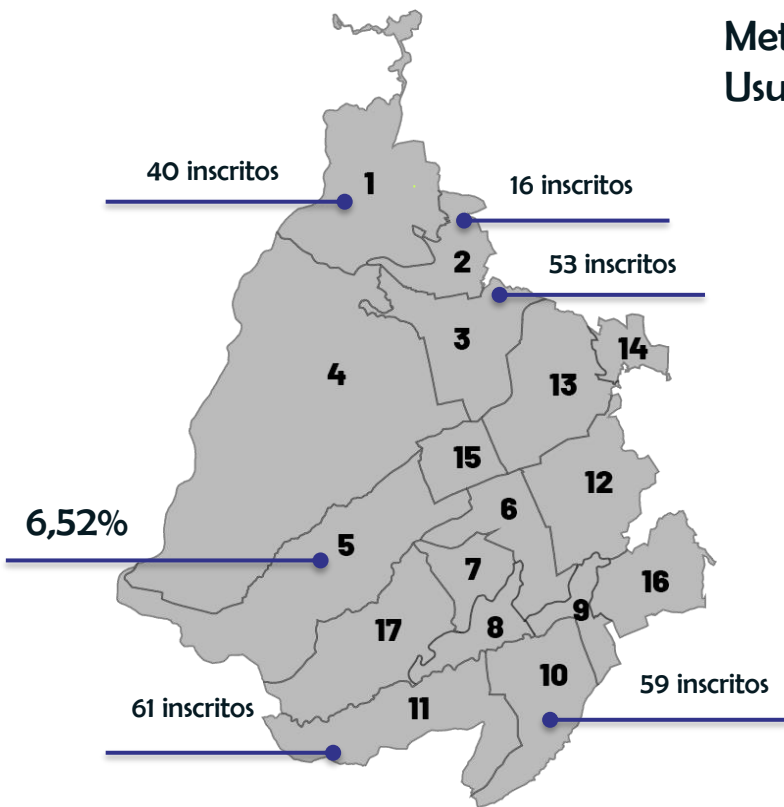 Met
Usu
40 inscritos
1
16 inscritos
2
53 inscritos
3
14
4
13
15
12
6
6,52%
5
7
16
9
17
8
10
59 inscritos
61 inscritos
11